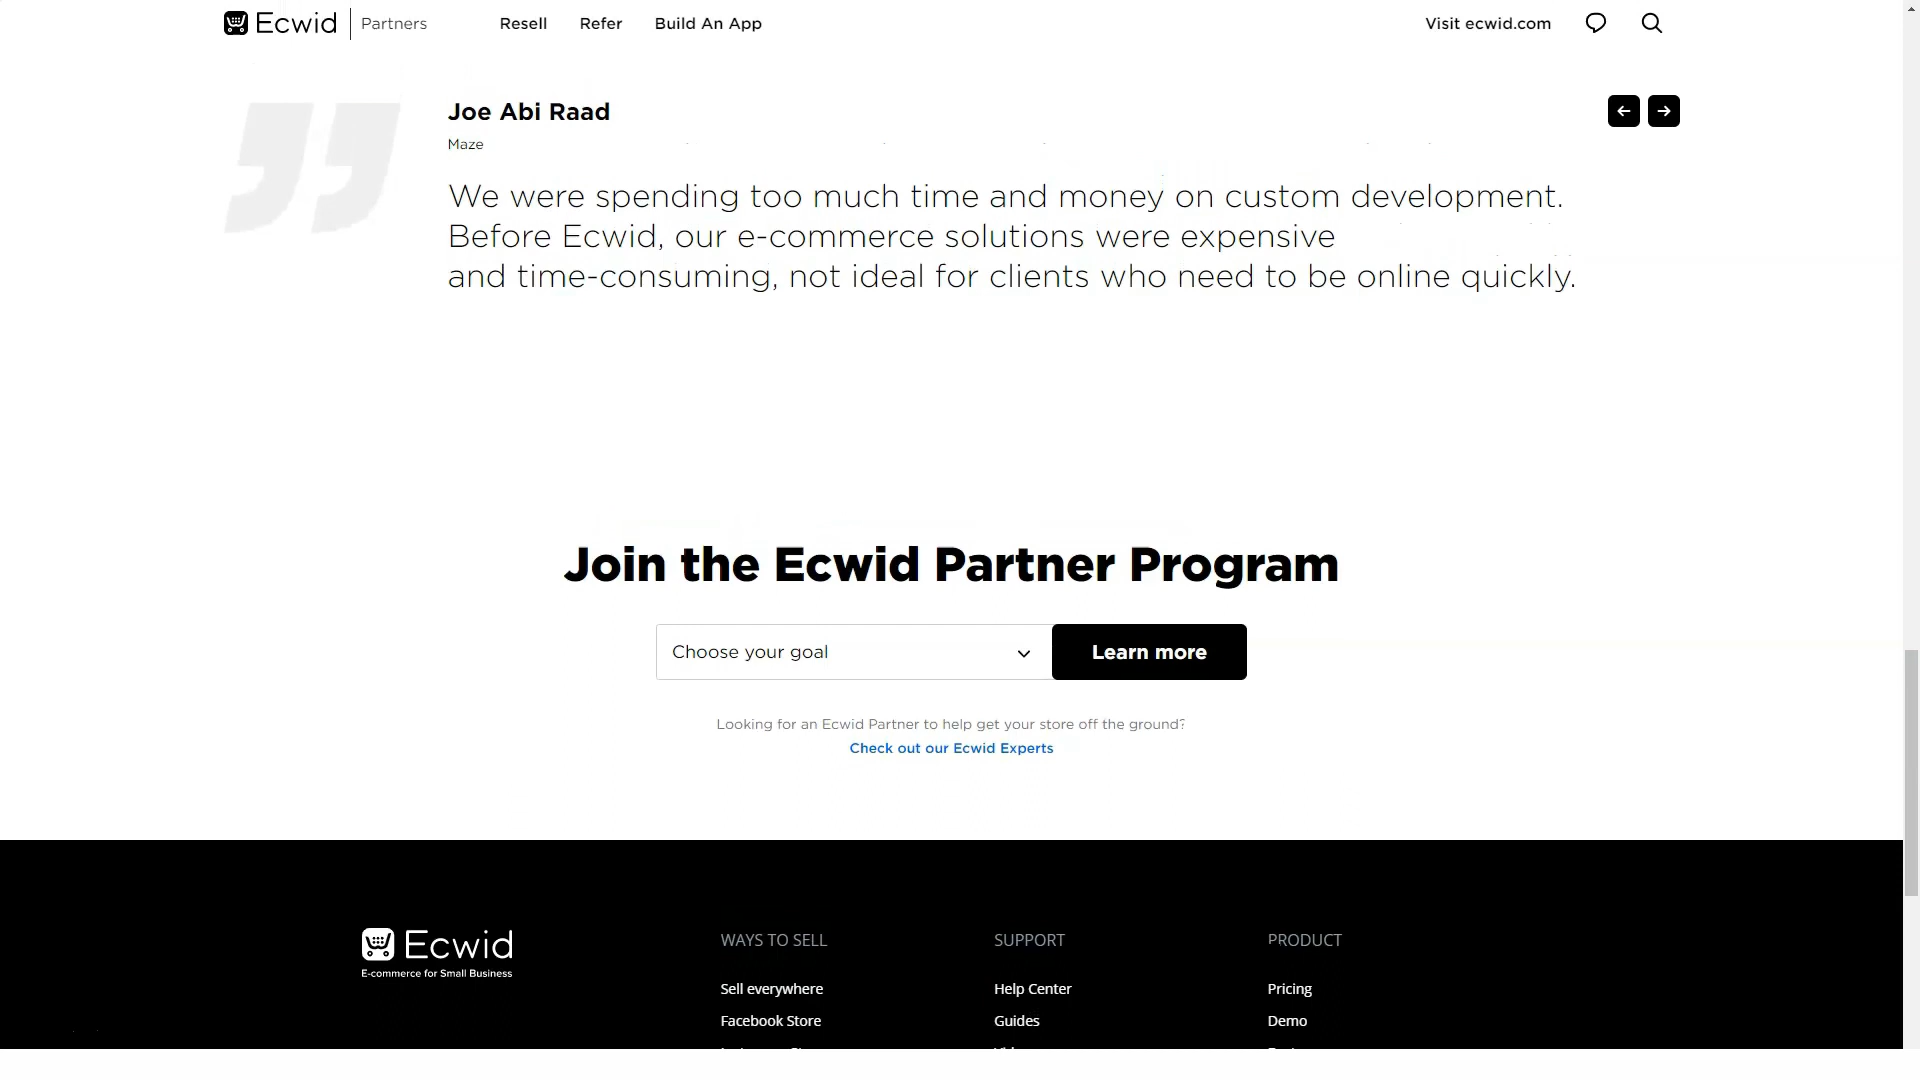 Ecwid Partners Resell Refer Build An App Visit ecwid.com
Joe Abi Raad
Maze
We were spending too much time and money on custom development.
Before Ecwid, our e-commerce solutions were expensive
and time-consuming, not ideal for clients who need to be online quickly.
Join the Ecwid Partner Program
Choose your goal Learn more
Looking for an Ecwid Partner to help get your store off the ground?
Check out our Ecwid Experts
Ecwid WAYS TO SELL SUPPORT PRODUCT
E-commerce for Small Business
Sell everywhere Help Center Pricing
Facebook Store Guides Demo